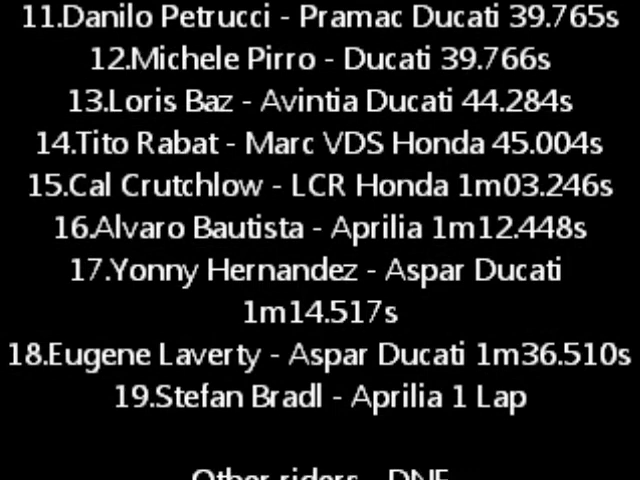 11.Danilo Petrucci - Pramac Ducati 39.765s
12.Michele Pirro - Ducati 39.766s
13.Loris Baz - Avintia Ducati 44.284s
14.Tito Rabat - Marc VDS Honda 45.004s
15.Cal Crutchlow - LCR Honda 1m03.246s
16.Alvaro Bautista - Aprilia 1m12.448s
17.Yonny Hernandez - Aspar Ducati
1m14.517s
18.Eugene Laverty - Aspar Ducati 1m36.510s
19.Stefan Bradl - Aprilia 1 Lap
Other riders - DNF